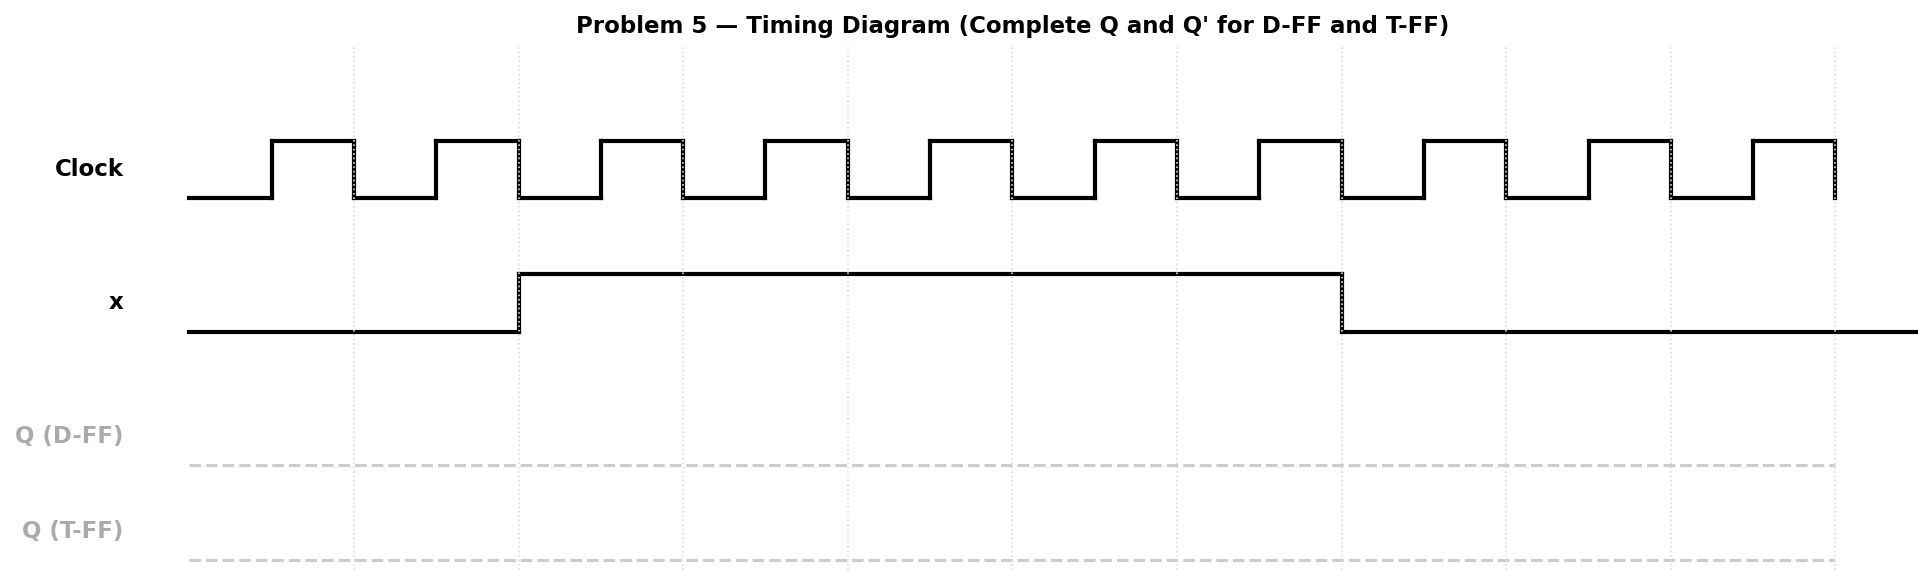 Problem 5 — Timing Diagram (Complete Q and Q' for D-FF and T-FF)
Clock
x
Q (D-FF)
Q (T-FF)